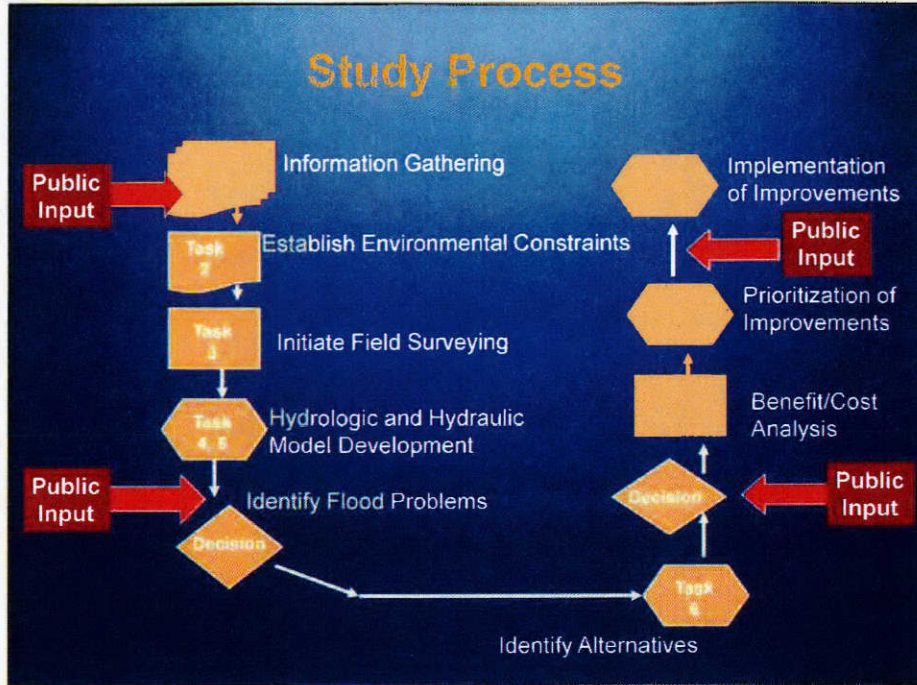 Study Process
Information Gathering
Public
Input
Task
2
Establish Environmental Constraints
Task
3
Initiate Field Surveying
Task
4, 5
Hydrologic and Hydraulic
Model Development
Public
Input
Identify Flood Problems
Decision
Implementation
of Improvements
Public
Input
Prioritization of
Improvements
Benefit/Cost
Analysis
Decision
Public
Input
Task
6
Identify Alternatives